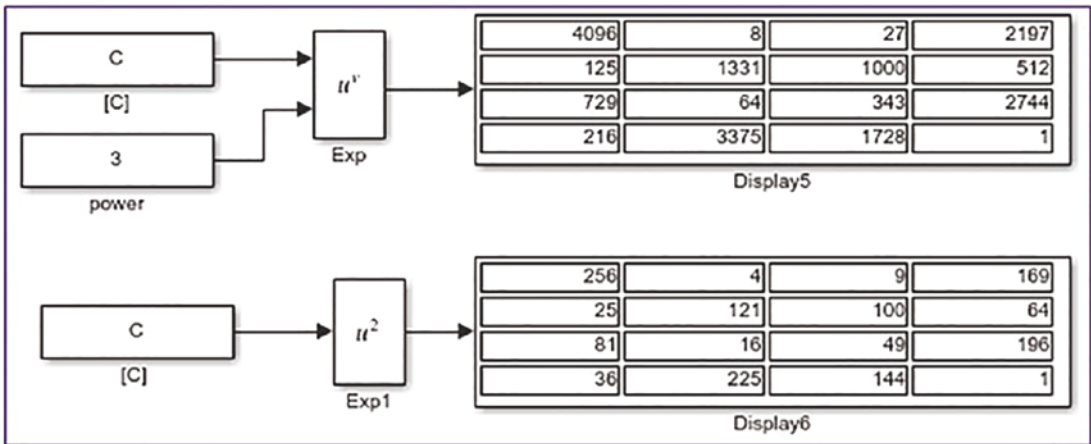 C
[C]
3
power
u^v
Exp
4096 8 27 2197
125 1331 1000 512
729 64 343 2744
216 3375 1728 1
Display5
C
[C]
u²
Exp1
256 4 9 169
25 121 100 64
81 16 49 196
36 225 144 1
Display6